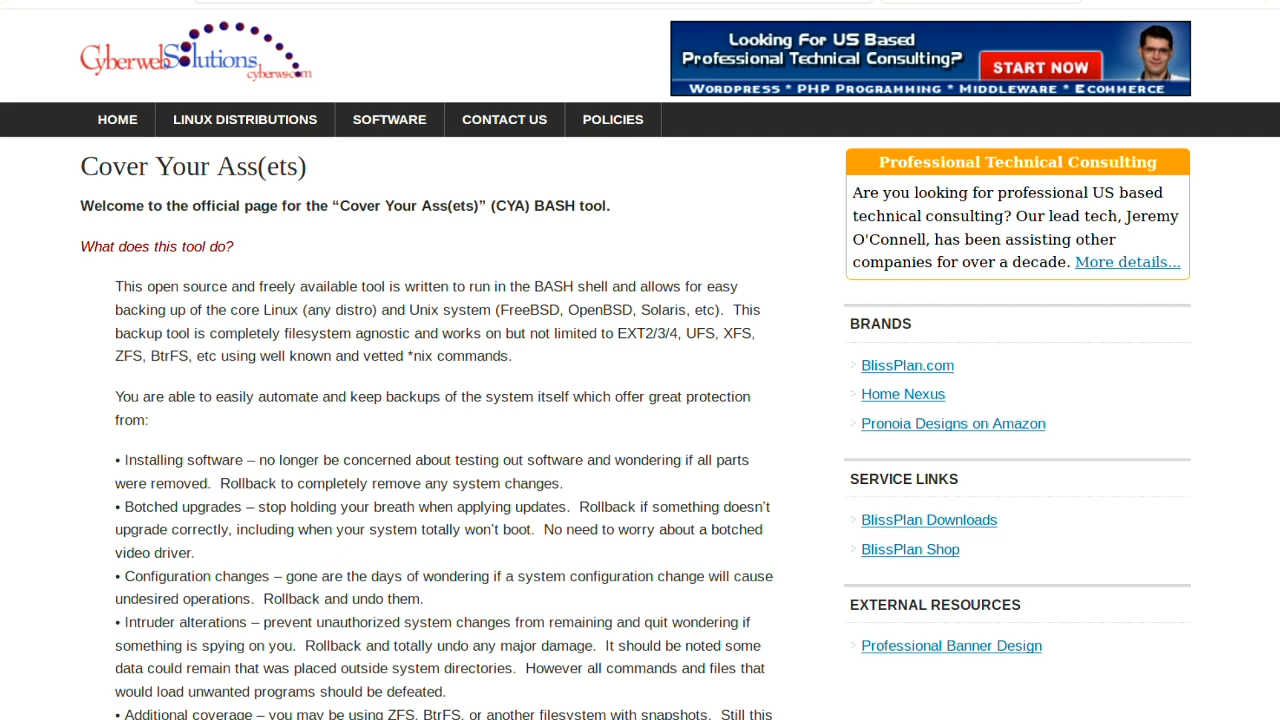 CyberwebSolutions
cyberws.com
Looking For US Based
Professional Technical Consulting?
START NOW
WORDPRESS * PHP PROGRAMMING * MIDDLEWARE * ECOMMERCE
HOME
LINUX DISTRIBUTIONS
SOFTWARE
CONTACT US
POLICIES
Cover Your Ass(ets)
Welcome to the official page for the “Cover Your Ass(ets)” (CYA) BASH tool.
What does this tool do?
This open source and freely available tool is written to run in the BASH shell and allows for easy
backing up of the core Linux (any distro) and Unix system (FreeBSD, OpenBSD, Solaris, etc).  This
backup tool is completely filesystem agnostic and works on but not limited to EXT2/3/4, UFS, XFS,
ZFS, BtrFS, etc using well known and vetted *nix commands.
You are able to easily automate and keep backups of the system itself which offer great protection
from:
• Installing software – no longer be concerned about testing out software and wondering if all parts
were removed.  Rollback to completely remove any system changes.
• Botched upgrades – stop holding your breath when applying updates.  Rollback if something doesn’t
upgrade correctly, including when your system totally won’t boot.  No need to worry about a botched
video driver.
• Configuration changes – gone are the days of wondering if a system configuration change will cause
undesired operations.  Rollback and undo them.
• Intruder alterations – prevent unauthorized system changes from remaining and quit wondering if
something is spying on you.  Rollback and totally undo any major damage.  It should be noted some
data could remain that was placed outside system directories.  However all commands and files that
would load unwanted programs should be defeated.
• Additional coverage – you may be using ZFS, BtrFS, or another filesystem with snapshots.  Still this
Professional Technical Consulting
Are you looking for professional US based
technical consulting? Our lead tech, Jeremy
O'Connell, has been assisting other
companies for over a decade. More details...
BRANDS
BlissPlan.com
Home Nexus
Pronoia Designs on Amazon
SERVICE LINKS
BlissPlan Downloads
BlissPlan Shop
EXTERNAL RESOURCES
Professional Banner Design